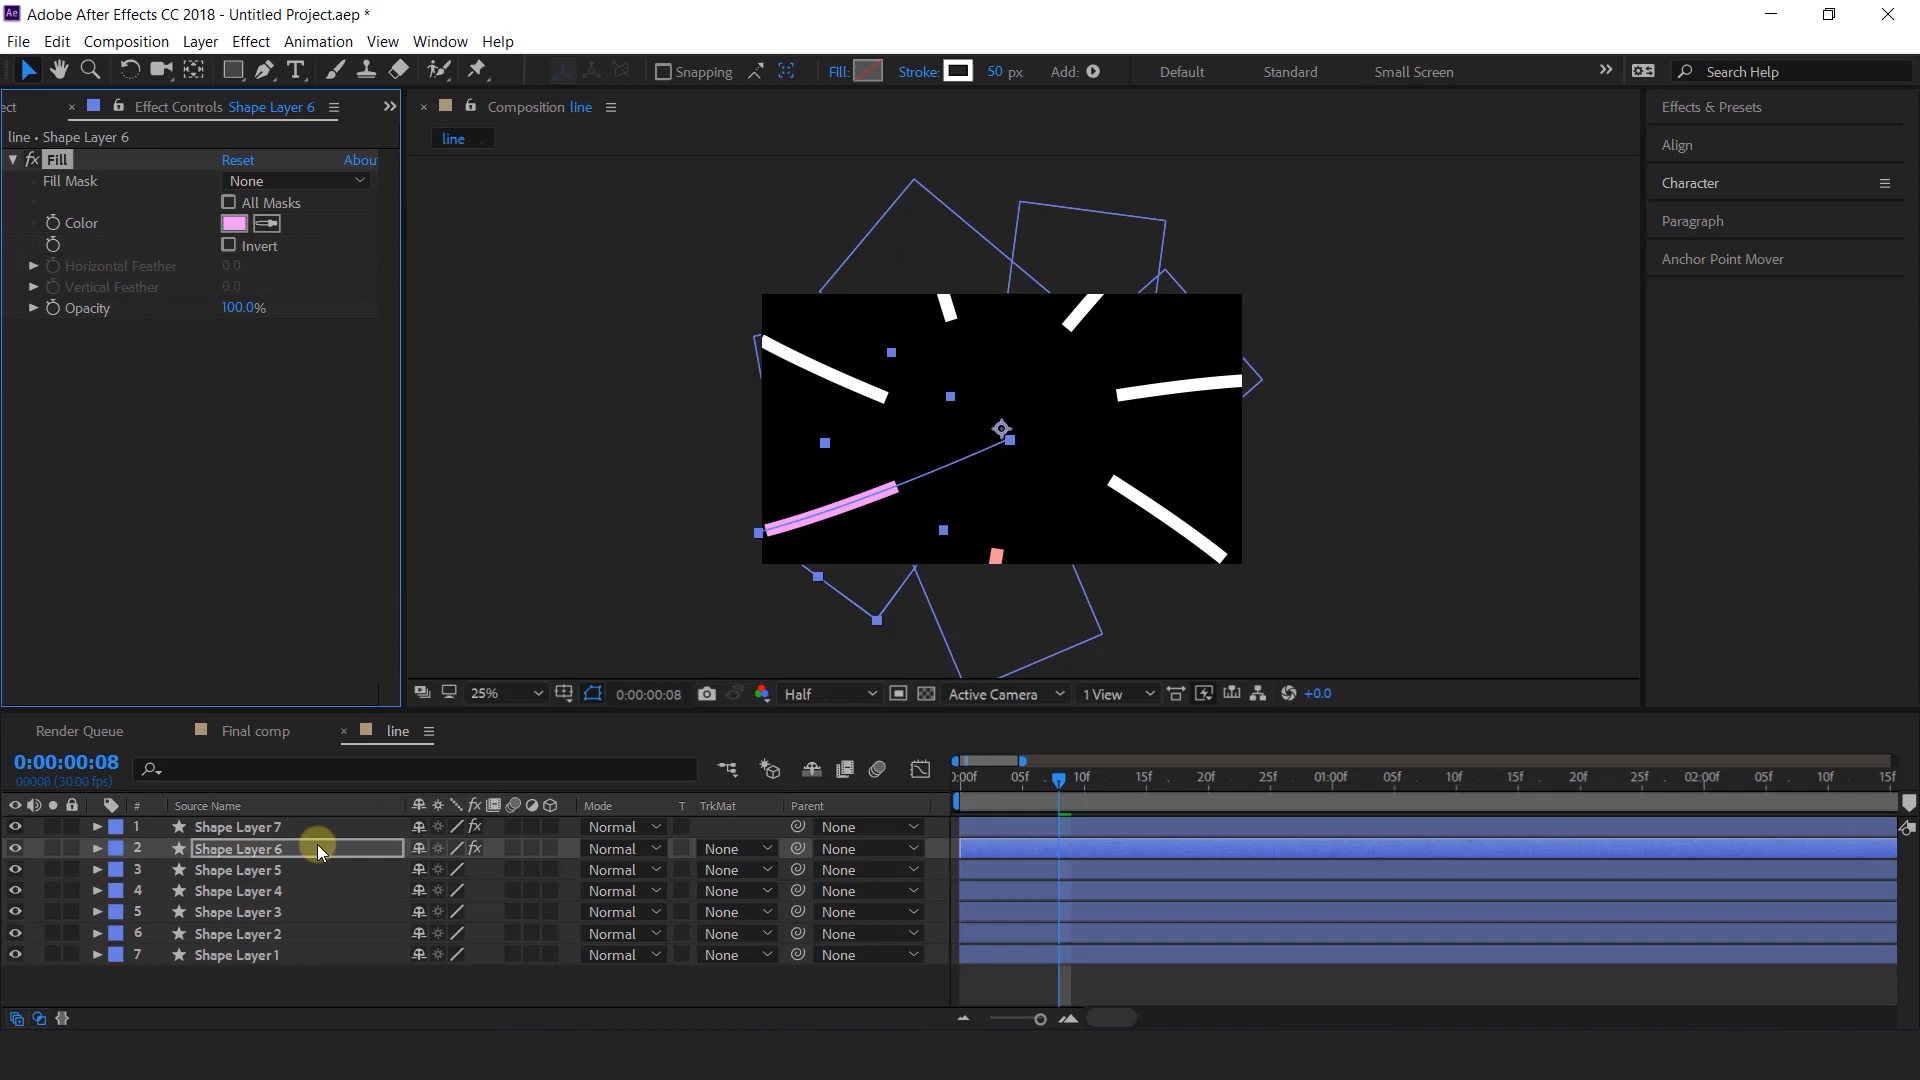 Ae Adobe After Effects CC 2018 - Untitled Project.aep *
File Edit Composition Layer Effect Animation View Window Help
Snapping Fill: Stroke: 50 px Add: Default Standard Small Screen Search Help
ect × Effect Controls Shape Layer 6
line • Shape Layer 6
fx Fill Reset Abou
Fill Mask None
All Masks
Color
Invert
Horizontal Feather 0.0
Vertical Feather 0.0
Opacity 100.0%
× Composition line
line
Effects & Presets
Align
Character
Paragraph
Anchor Point Mover
25% 0:00:00:08 Half Active Camera 1 View +0.0
Render Queue Final comp × line
0:00:00:08
00008 (30.00 fps)
):00f 05f 10f 15f 20f 25f 01:00f 05f 10f 15f 20f 25f 02:00f 05f 10f 15f
# Source Name fx Mode T TrkMat Parent
1 Shape Layer 7 fx Normal None
2 Shape Layer 6 fx Normal None None
3 Shape Layer 5 Normal None None
4 Shape Layer 4 Normal None None
5 Shape Layer 3 Normal None None
6 Shape Layer 2 Normal None None
7 Shape Layer 1 Normal None None